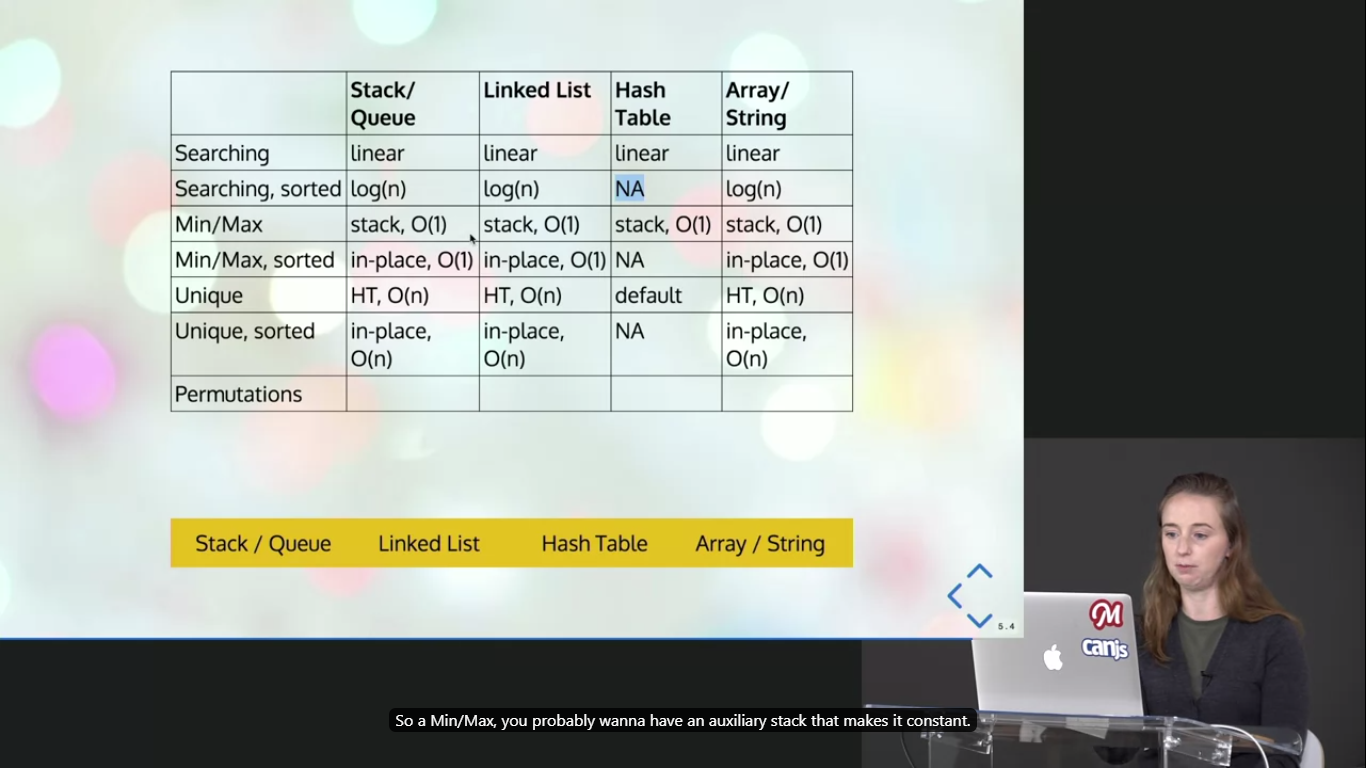 Stack/ Queue Linked List Hash Table Array/ String
Searching linear linear linear linear
Searching, sorted log(n) log(n) NA log(n)
Min/Max stack, O(1) stack, O(1) stack, O(1) stack, O(1)
Min/Max, sorted in-place, O(1) in-place, O(1) NA in-place, O(1)
Unique HT, O(n) HT, O(n) default HT, O(n)
Unique, sorted in-place, O(n) in-place, O(n) NA in-place, O(n)
Permutations
Stack / Queue Linked List Hash Table Array / String
5.4
M
canjs
So a Min/Max, you probably wanna have an auxiliary stack that makes it constant.